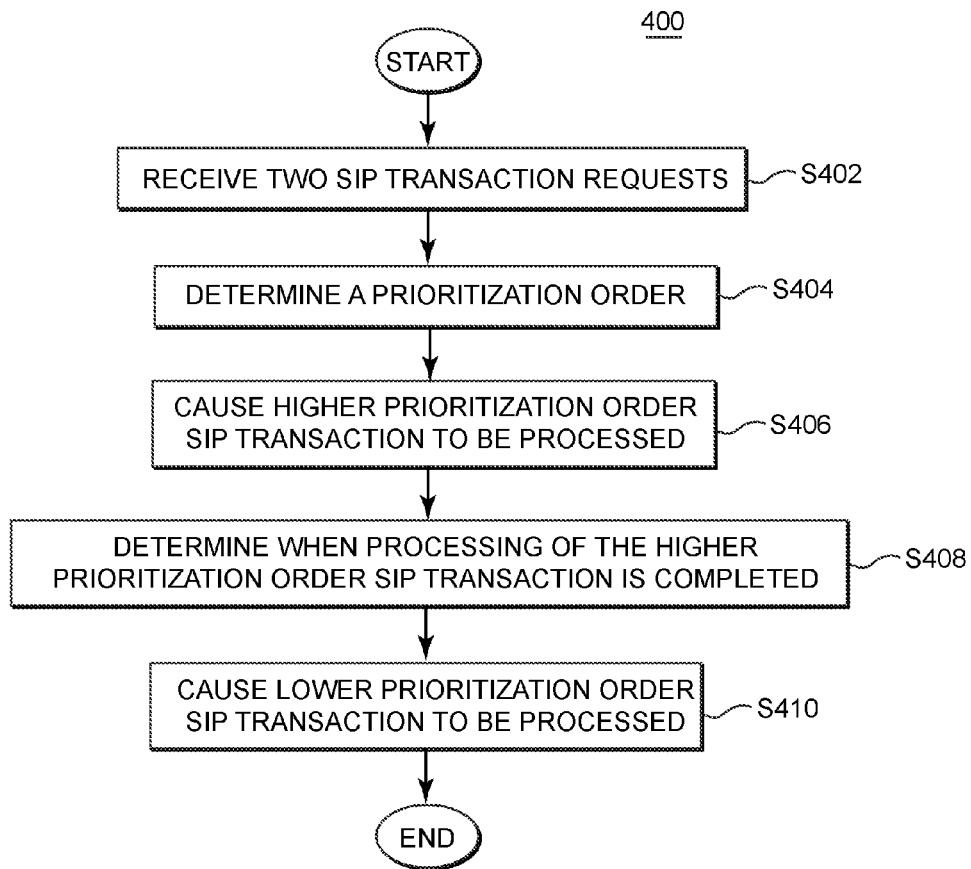 400
START
RECEIVE TWO SIP TRANSACTION REQUESTS
S402
DETERMINE A PRIORITIZATION ORDER
S404
CAUSE HIGHER PRIORITIZATION ORDER
SIP TRANSACTION TO BE PROCESSED
S406
DETERMINE WHEN PROCESSING OF THE HIGHER
PRIORITIZATION ORDER SIP TRANSACTION IS COMPLETED
S408
CAUSE LOWER PRIORITIZATION ORDER
SIP TRANSACTION TO BE PROCESSED
S410
END